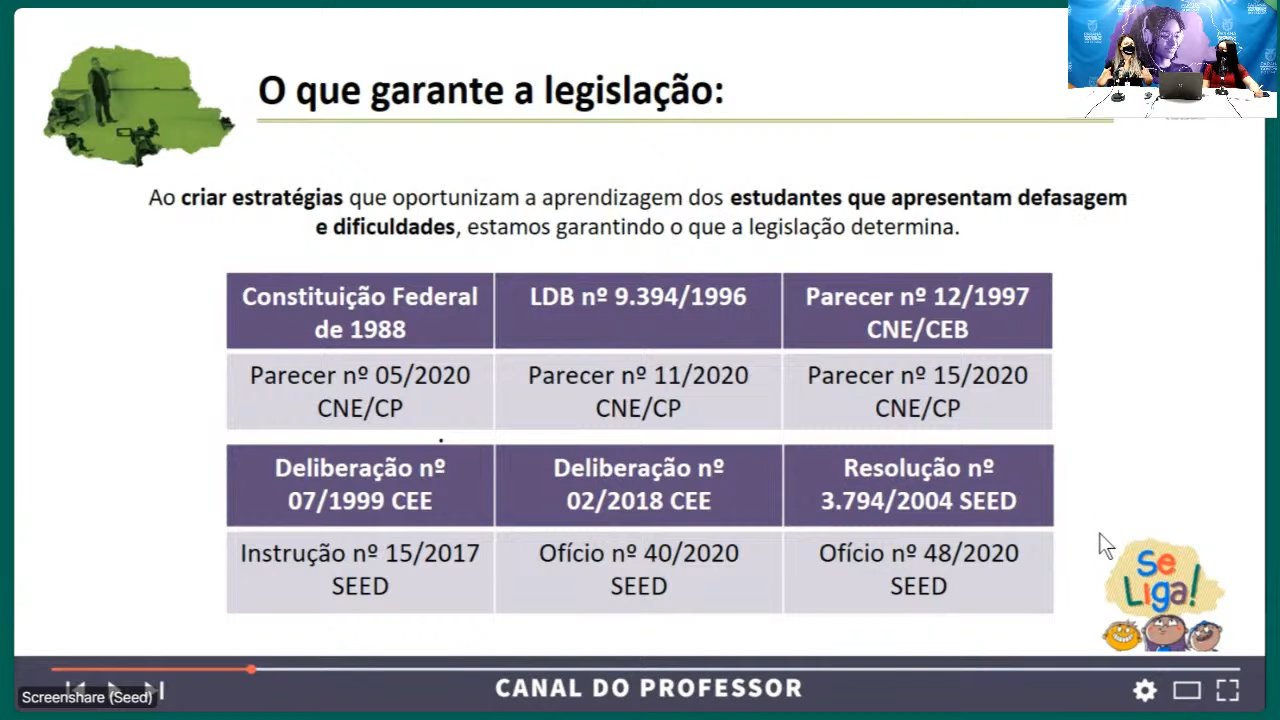 O que garante a legislação:
Ao criar estratégias que oportunizam a aprendizagem dos estudantes que apresentam defasagem
e dificuldades, estamos garantindo o que a legislação determina.
Constituição Federal
de 1988
LDB nº 9.394/1996
Parecer nº 12/1997
CNE/CEB
Parecer nº 05/2020
CNE/CP
Parecer nº 11/2020
CNE/CP
Parecer nº 15/2020
CNE/CP
Deliberação nº
07/1999 CEE
Deliberação nº
02/2018 CEE
Resolução nº
3.794/2004 SEED
Instrução nº 15/2017
SEED
Ofício nº 40/2020
SEED
Ofício nº 48/2020
SEED
Se
Liga!
CANAL DO PROFESSOR
Screenshare (Seed)